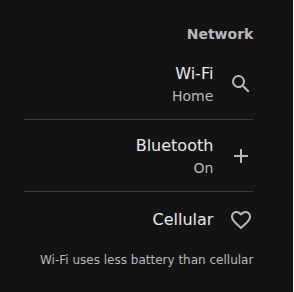 Network
Wi-Fi
Home
Bluetooth
On
Cellular
Wi-Fi uses less battery than cellular